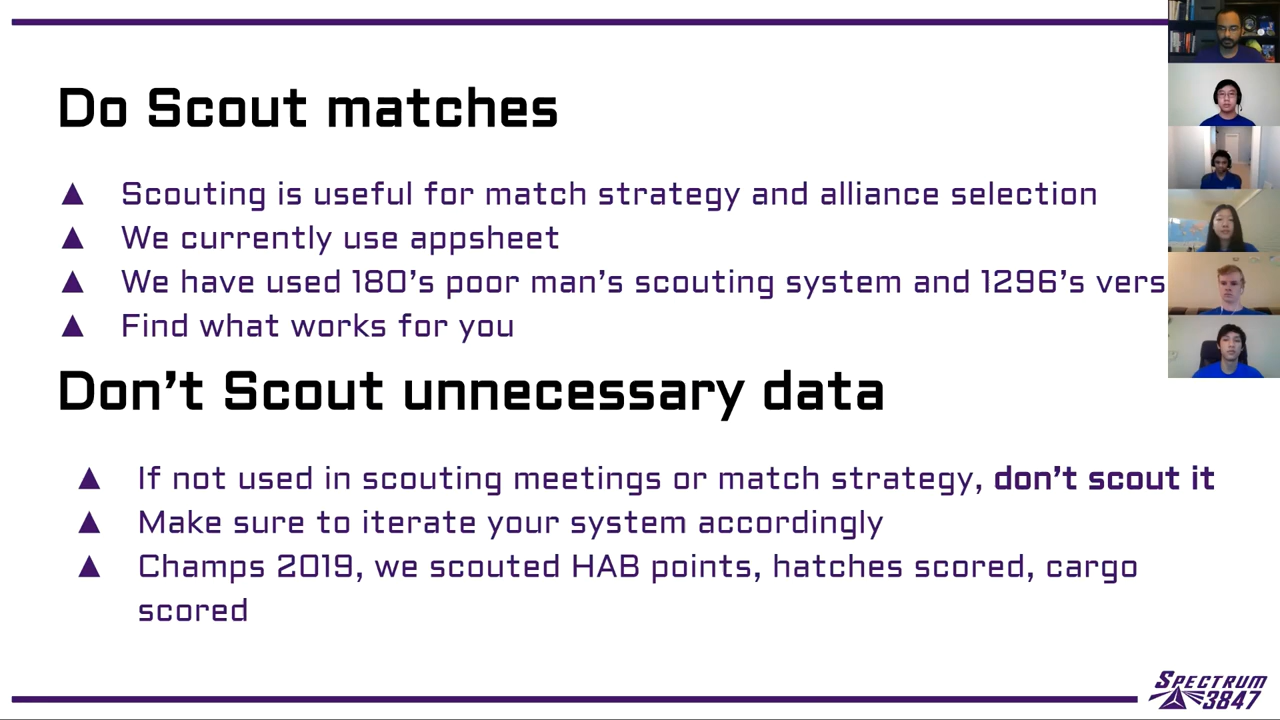 Do Scout matches
▲ Scouting is useful for match strategy and alliance selection
▲ We currently use appsheet
▲ We have used 180's poor man's scouting system and 1296's
▲ Find what works for you
Don't Scout unnecessary data
▲ If not used in scouting meetings or match strategy, don't scout it
▲ Make sure to iterate your system accordingly
▲ Champs 2019, we scouted HAB points, hatches scored, cargo
scored
SPECTRUM
3847